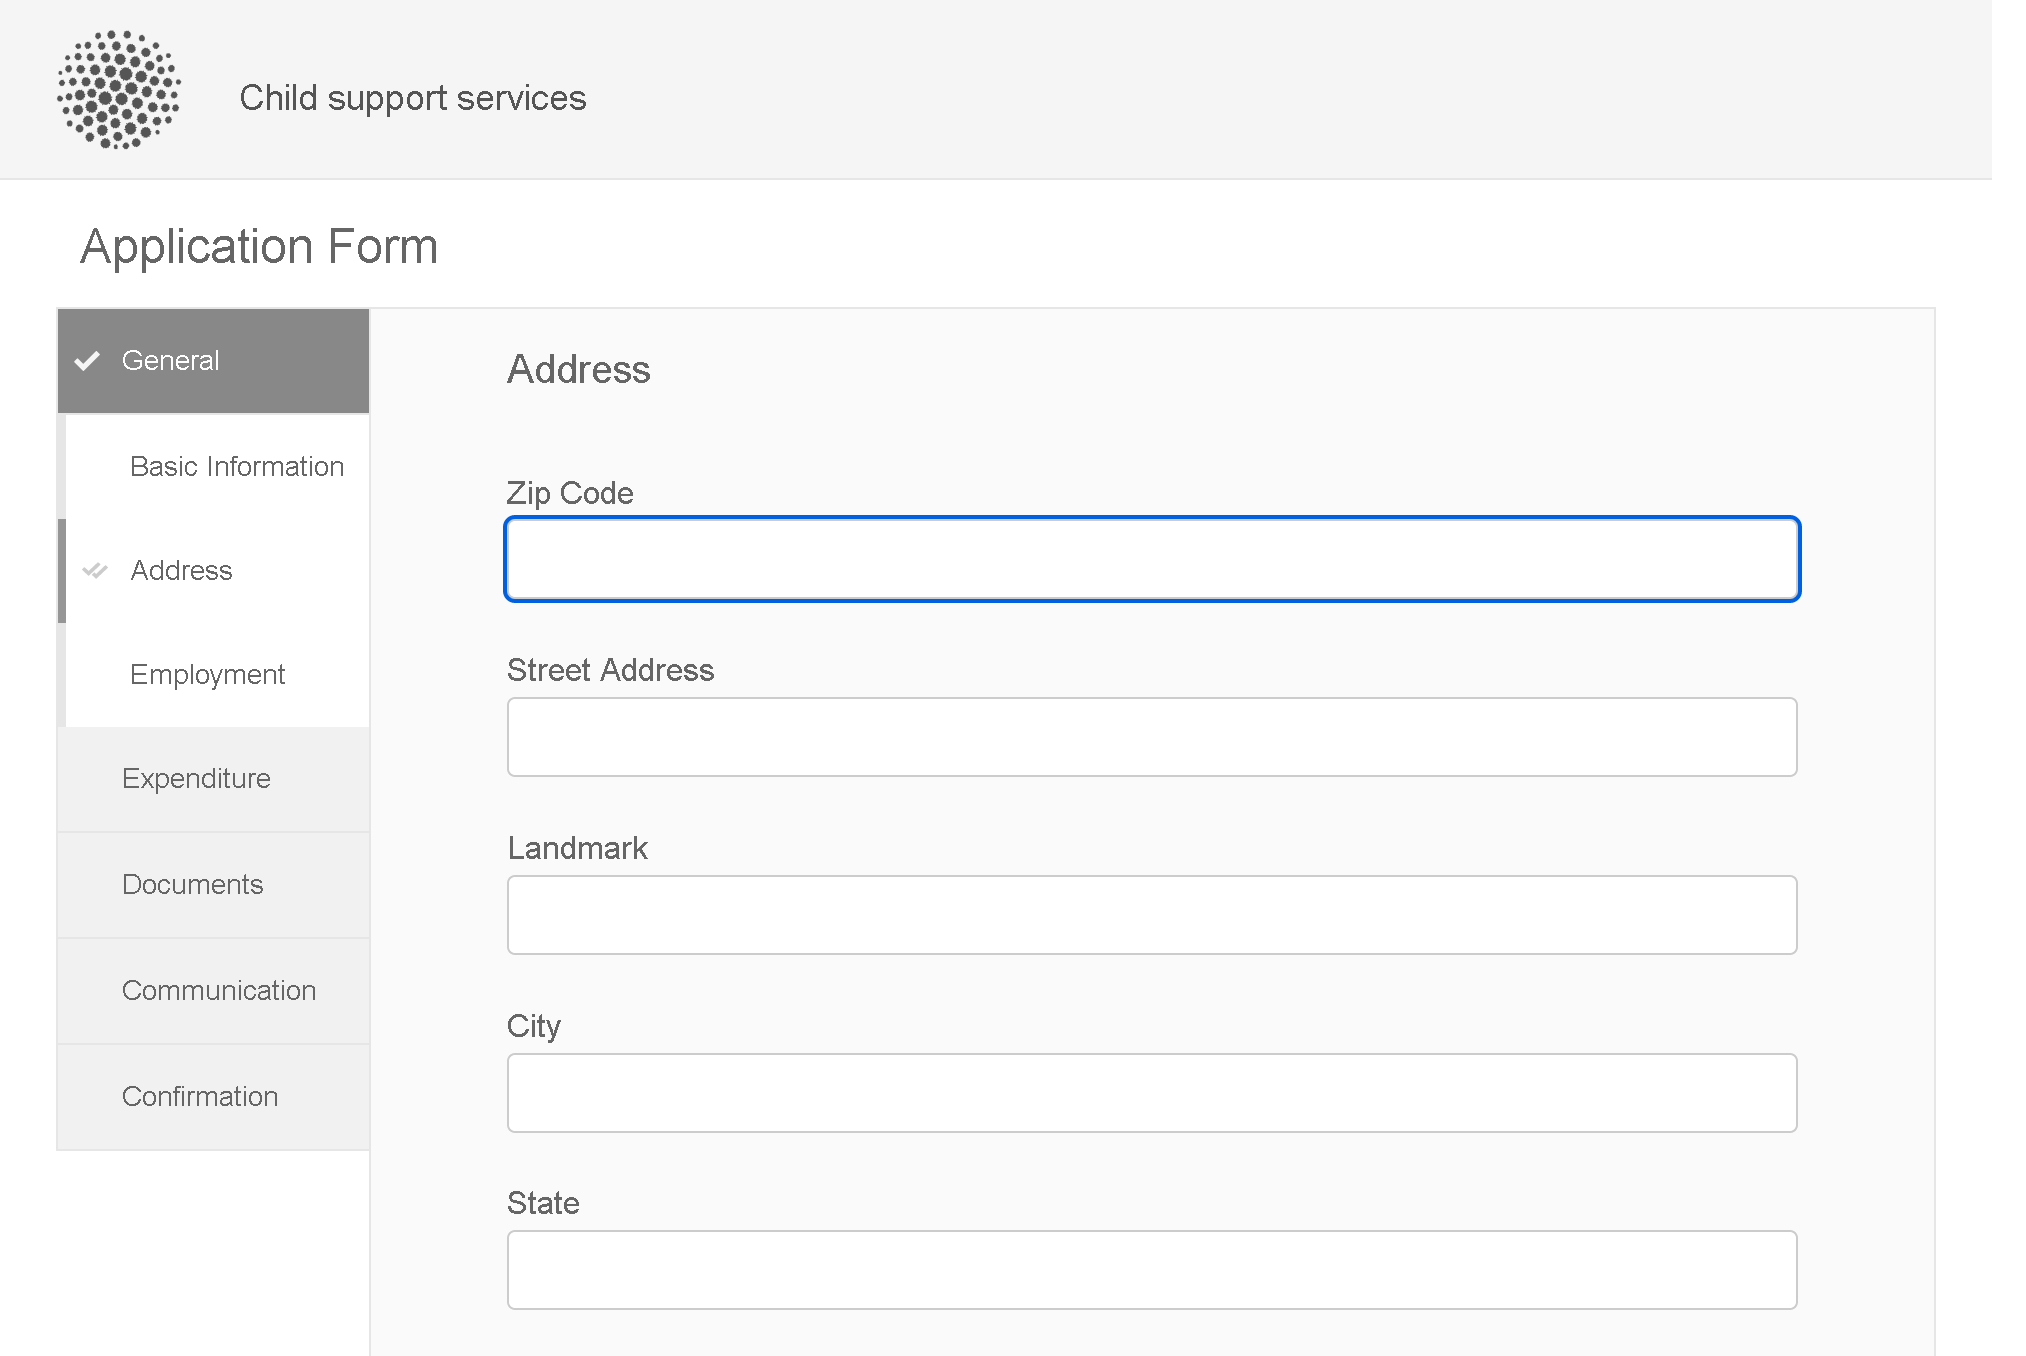 Child support services
Application Form
General
Basic Information
Address
Employment
Expenditure
Documents
Communication
Confirmation
Address
Zip Code
Street Address
Landmark
City
State